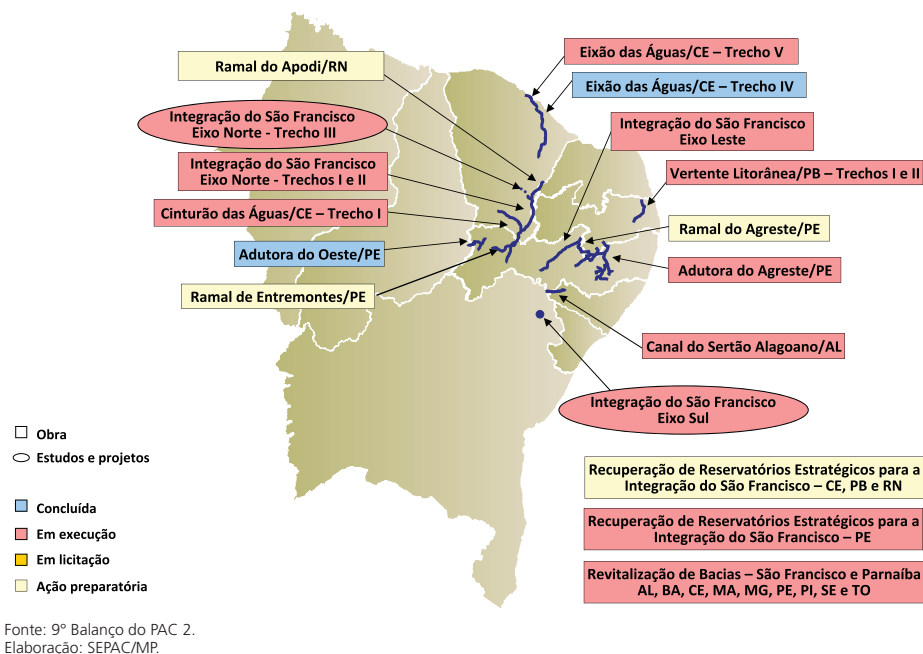 Ramal do Apodi/RN
Integração do São Francisco
Eixo Norte - Trecho III
Integração do São Francisco
Eixo Norte - Trechos I e II
Cinturão das Águas/CE – Trecho I
Adutora do Oeste/PE
Ramal de Entremontes/PE
Eixão das Águas/CE – Trecho V
Eixão das Águas/CE – Trecho IV
Integração do São Francisco
Eixo Leste
Vertente Litorânea/PB – Trechos I e II
Ramal do Agreste/PE
Adutora do Agreste/PE
Canal do Sertão Alagoano/AL
Integração do São Francisco
Eixo Sul
Obra
Estudos e projetos
Concluída
Em execução
Em licitação
Ação preparatória
Recuperação de Reservatórios Estratégicos para a
Integração do São Francisco – CE, PB e RN
Recuperação de Reservatórios Estratégicos para a
Integração do São Francisco – PE
Revitalização de Bacias – São Francisco e Parnaíba
AL, BA, CE, MA, MG, PE, PI, SE e TO
Fonte: 9º Balanço do PAC 2.
Elaboração: SEPAC/MP.